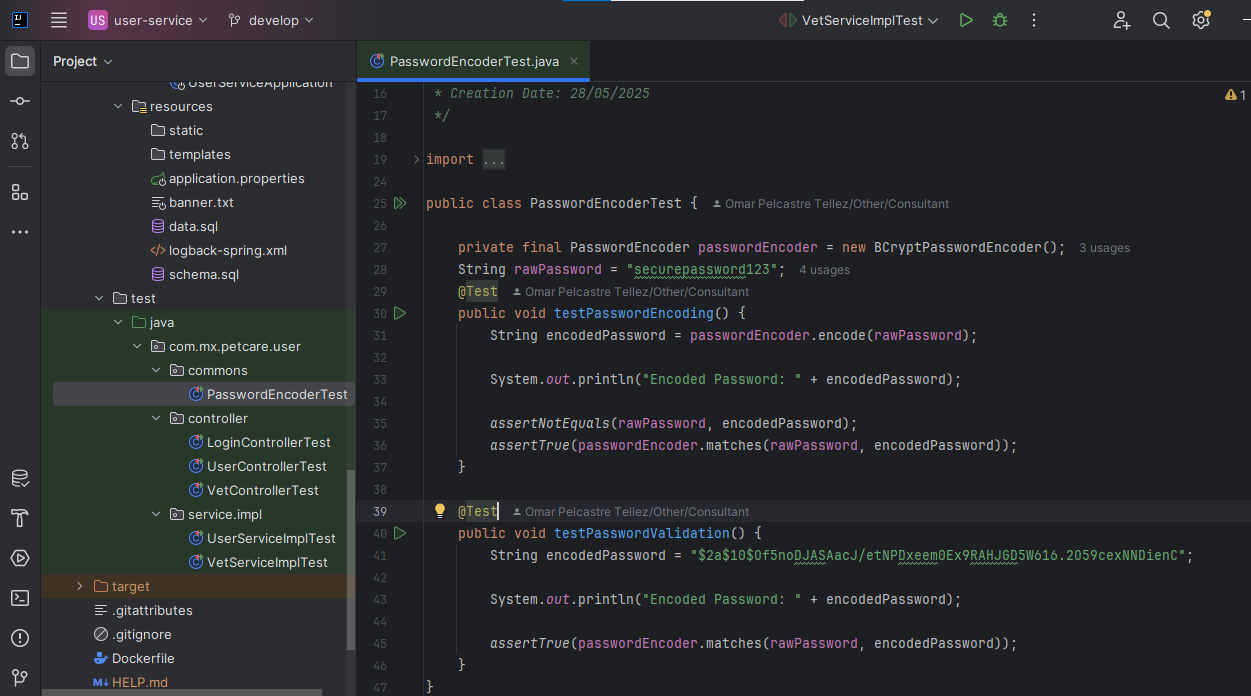 US user-service develop VetServiceImplTest
Project
PasswordEncoderTest.java
UserServiceApplication
resources
static
templates
application.properties
banner.txt
data.sql
logback-spring.xml
schema.sql
test
java
com.mx.petcare.user
commons
PasswordEncoderTest
controller
LoginControllerTest
UserControllerTest
VetControllerTest
service.impl
UserServiceImplTest
VetServiceImplTest
target
.gitattributes
.gitignore
Dockerfile
M↓ HELP.md
1
16 * Creation Date: 28/05/2025
17 */
18
19 import ...
24
25 public class PasswordEncoderTest { Omar Pelcastre Tellez/Other/Consultant
26
27 private final PasswordEncoder passwordEncoder = new BCryptPasswordEncoder(); 3 usages
28 String rawPassword = "securepassword123"; 4 usages
29 @Test Omar Pelcastre Tellez/Other/Consultant
30 public void testPasswordEncoding() {
31 String encodedPassword = passwordEncoder.encode(rawPassword);
32
33 System.out.println("Encoded Password: " + encodedPassword);
34
35 assertNotEquals(rawPassword, encodedPassword);
36 assertTrue(passwordEncoder.matches(rawPassword, encodedPassword));
37 }
38
39 @Test Omar Pelcastre Tellez/Other/Consultant
40 public void testPasswordValidation() {
41 String encodedPassword = "$2a$10$Of5noDJASAacJ/etNPDxeem0Ex9RAHJGD5W616.2O59cexNNDienC";
42
43 System.out.println("Encoded Password: " + encodedPassword);
44
45 assertTrue(passwordEncoder.matches(rawPassword, encodedPassword));
46 }
47 }